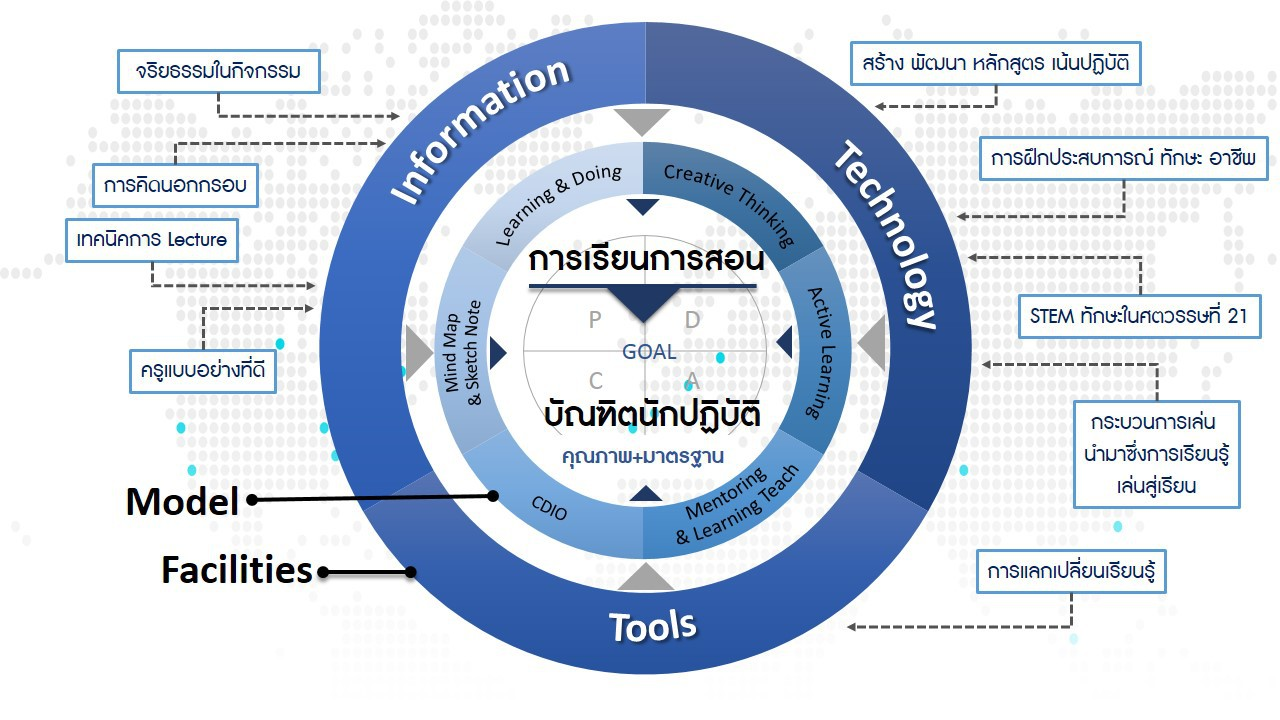 จริยธรรมในกิจกรรม
การคิดนอกกรอบ
เทคนิคการ Lecture
ครูแบบอย่างที่ดี
Model
Facilities
Information
Technology
Tools
Learning & Doing
Creative Thinking
Active Learning
Mentoring
& Learning Teach
CDIO
Mind Map
& Sketch Note
การเรียนการสอน
P
D
GOAL
C
A
บัณฑิตนักปฏิบัติ
คุณภาพ+มาตรฐาน
สร้าง พัฒนา หลักสูตร เน้นปฏิบัติ
การฝึกประสบการณ์ ทักษะ อาชีพ
STEM ทักษะในศตวรรษที่ 21
กระบวนการเล่น
นำมาซึ่งการเรียนรู้
เล่นสู่เรียน
การแลกเปลี่ยนเรียนรู้